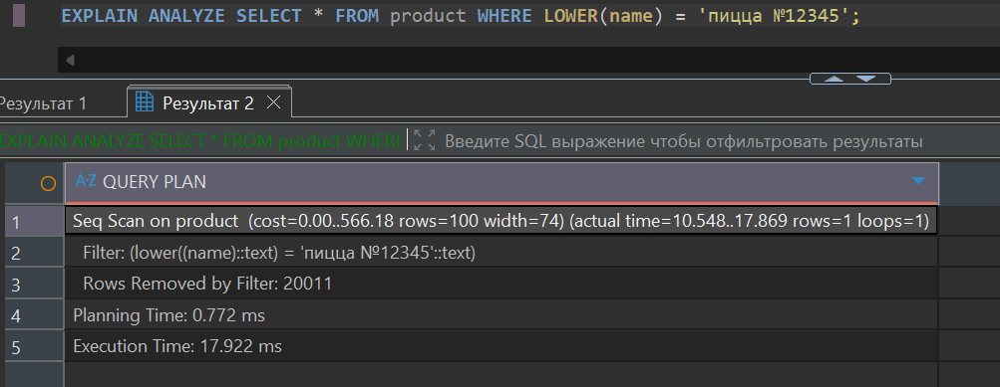 EXPLAIN ANALYZE SELECT * FROM product WHERE LOWER(name) = 'пицца №12345';
Результат 1
Результат 2
EXPLAIN ANALYZE SELECT * FROM product WHERE
Введите SQL выражение чтобы отфильтровать результаты
A-Z QUERY PLAN
1 Seq Scan on product (cost=0.00..566.18 rows=100 width=74) (actual time=10.548..17.869 rows=1 loops=1)
2 Filter: (lower((name)::text) = 'пицца №12345'::text)
3 Rows Removed by Filter: 20011
4 Planning Time: 0.772 ms
5 Execution Time: 17.922 ms